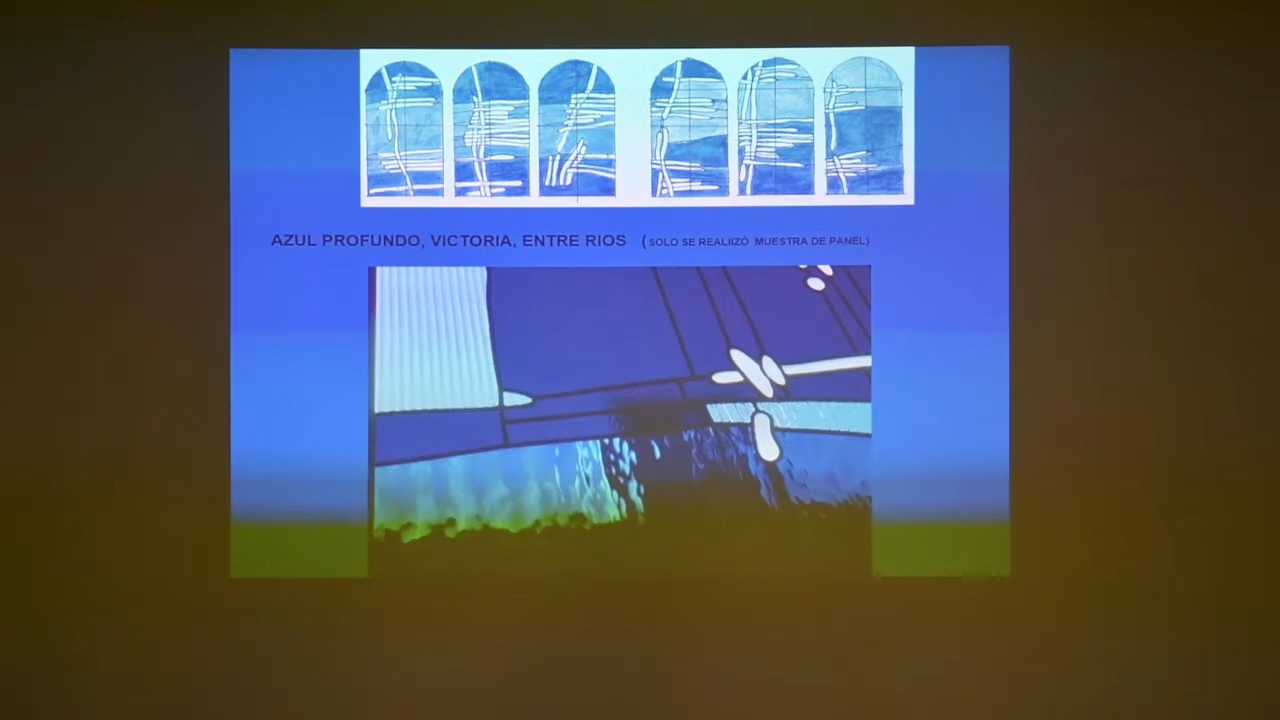 AZUL PROFUNDO, VICTORIA, ENTRE RIOS (SOLO SE REALIIZÓ MUESTRA DE PANEL)